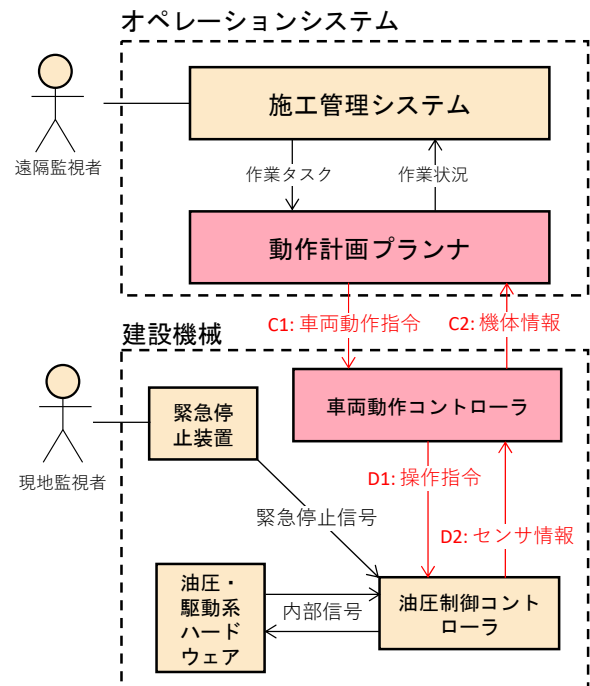 オペレーションシステム
施工管理システム
遠隔監視者
作業タスク
作業状況
動作計画プランナ
C1: 車両動作指令
C2: 機体情報
建設機械
緊急停
止装置
車両動作コントローラ
現地監視者
D1: 操作指令
緊急停止信号
D2: センサ情報
油圧・
駆動系
ハード
ウェア
内部信号
油圧制御コント
ローラ